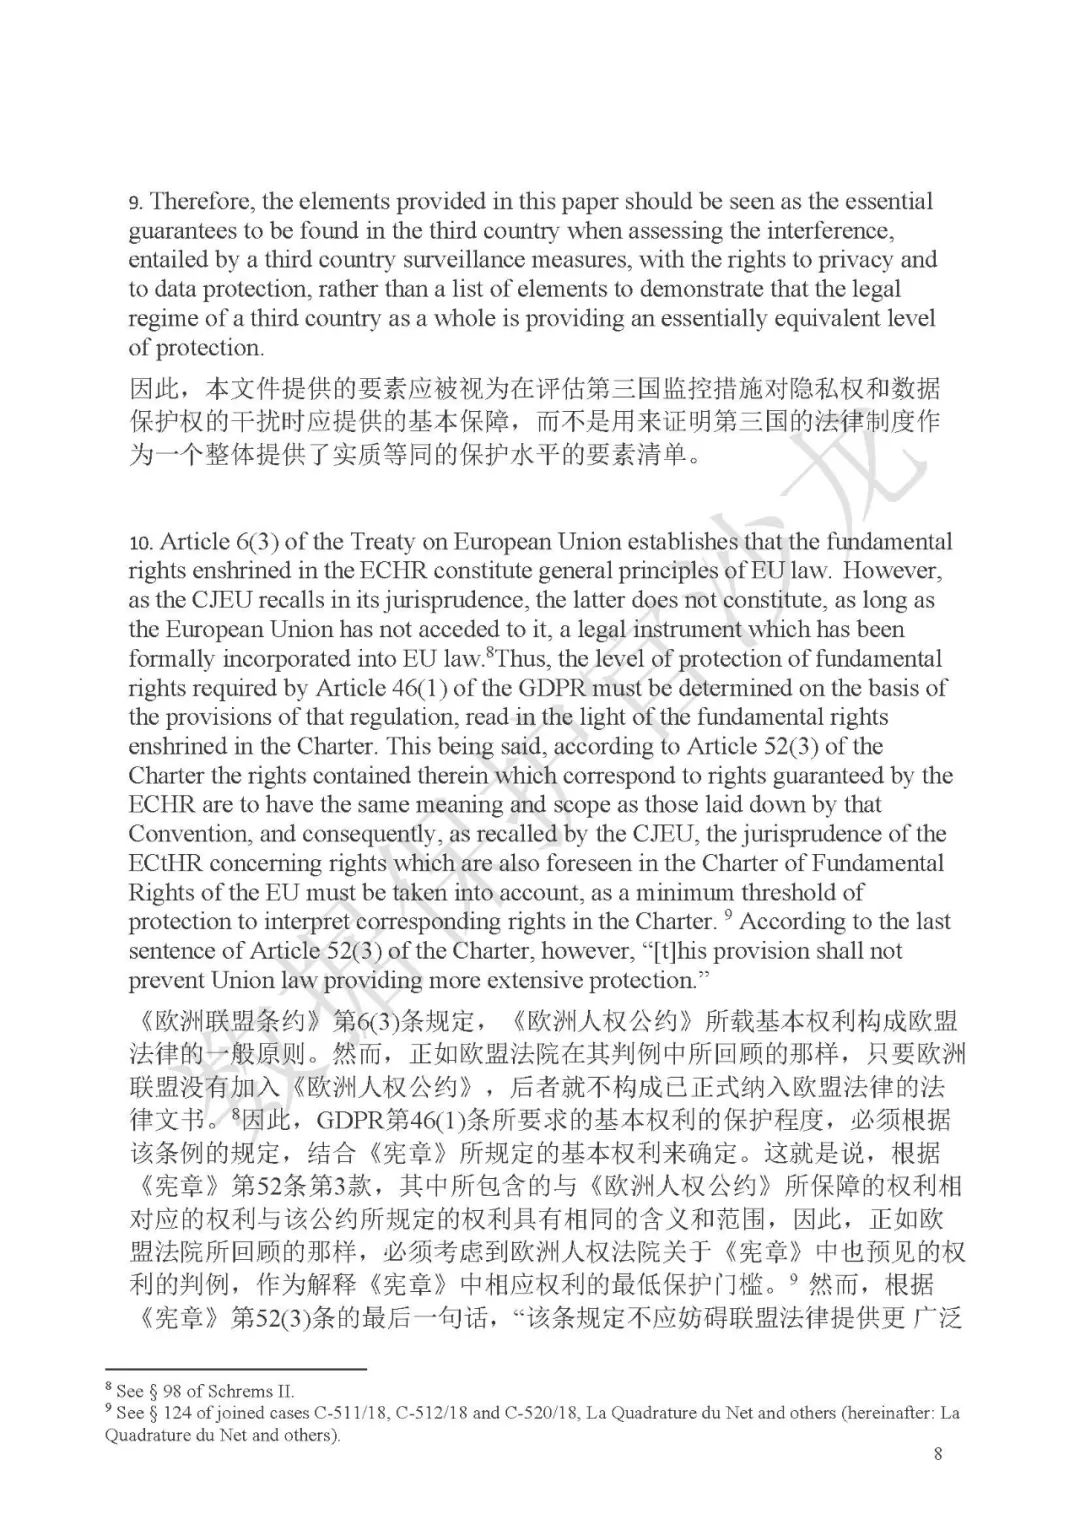 9. Therefore, the elements provided in this paper should be seen as the essential
guarantees to be found in the third country when assessing the interference,
entailed by a third country surveillance measures, with the rights to privacy and
to data protection, rather than a list of elements to demonstrate that the legal
regime of a third country as a whole is providing an essentially equivalent level
of protection.
因此，本文件提供的要素应被视为在评估第三国监控措施对隐私权和数据
保护权的干扰时应提供的基本保障，而不是用来证明第三国的法律制度作
为一个整体提供了实质等同的保护水平的要素清单。
10. Article 6(3) of the Treaty on European Union establishes that the fundamental
rights enshrined in the ECHR constitute general principles of EU law. However,
as the CJEU recalls in its jurisprudence, the latter does not constitute, as long as
the European Union has not acceded to it, a legal instrument which has been
formally incorporated into EU law.⁸Thus, the level of protection of fundamental
rights required by Article 46(1) of the GDPR must be determined on the basis of
the provisions of that regulation, read in the light of the fundamental rights
enshrined in the Charter. This being said, according to Article 52(3) of the
Charter the rights contained therein which correspond to rights guaranteed by the
ECHR are to have the same meaning and scope as those laid down by that
Convention, and consequently, as recalled by the CJEU, the jurisprudence of the
ECtHR concerning rights which are also foreseen in the Charter of Fundamental
Rights of the EU must be taken into account, as a minimum threshold of
protection to interpret corresponding rights in the Charter. ⁹ According to the last
sentence of Article 52(3) of the Charter, however, “[t]his provision shall not
prevent Union law providing more extensive protection.”
《欧洲联盟条约》第6(3)条规定，《欧洲人权公约》所载基本权利构成欧盟
法律的一般原则。然而，正如欧盟法院在其判例中所回顾的那样，只要欧洲
联盟没有加入《欧洲人权公约》，后者就不构成已正式纳入欧盟法律的法
律文书。⁸因此，GDPR第46(1)条所要求的基本权利的保护程度，必须根据
该条例的规定，结合《宪章》所规定的基本权利来确定。这就是说，根据
《宪章》第52条第3款，其中所包含的与《欧洲人权公约》所保障的权利相
对应的权利与该公约所规定的权利具有相同的含义和范围，因此，正如欧
盟法院所回顾的那样，必须考虑到欧洲人权法院关于《宪章》中也预见的权
利的判例，作为解释《宪章》中相应权利的最低保护门槛。⁹ 然而，根据
《宪章》第52(3)条的最后一句话，“该条规定不应妨碍联盟法律提供更 广泛
⁸ See § 98 of Schrems II.
⁹ See § 124 of joined cases C-511/18, C-512/18 and C-520/18, La Quadrature du Net and others (hereinafter: La
Quadrature du Net and others).
8
数据保护官沙龙